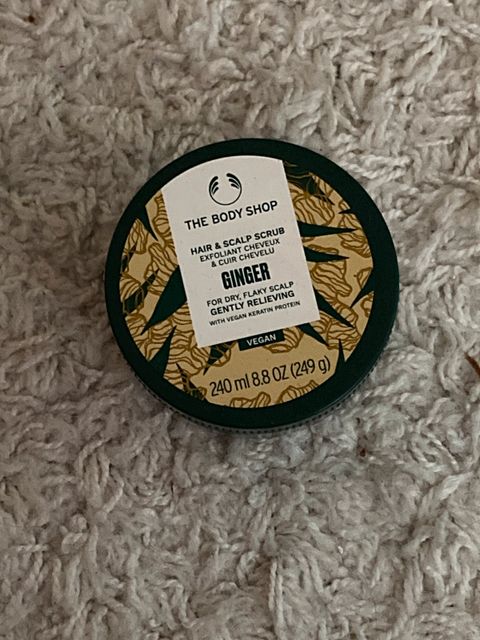 THE BODY SHOP
HAIR & SCALP SCRUB
EXFOLIANT CHEVEUX
& CUIR CHEVELU
GINGER
FOR DRY, FLAKY SCALP
GENTLY RELIEVING
WITH VEGAN KERATIN PROTEIN
VEGAN
240 ml 8.8 OZ (249 g)